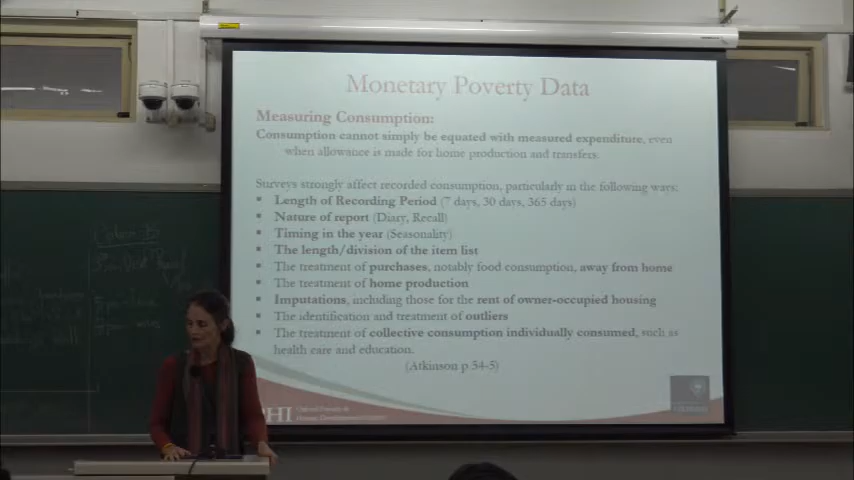 Monetary Poverty Data
Measuring Consumption:
Consumption cannot simply be equated with measured expenditure, even
when allowance is made for home production and transfers.
Surveys strongly affect recorded consumption, particularly in the following ways:
▪ Length of Recording Period (7 days, 30 days, 365 days)
▪ Nature of report (Diary, Recall)
▪ Timing in the year (Seasonality)
▪ The length/division of the item list
▪ The treatment of purchases, notably food consumption, away from home
▪ The treatment of home production
▪ Imputations, including those for the rent of owner-occupied housing
▪ The identification and treatment of outliers
▪ The treatment of collective consumption individually consumed, such as
health care and education.
(Atkinson p 54-5)
PHI Oxford Poverty &
Human Development